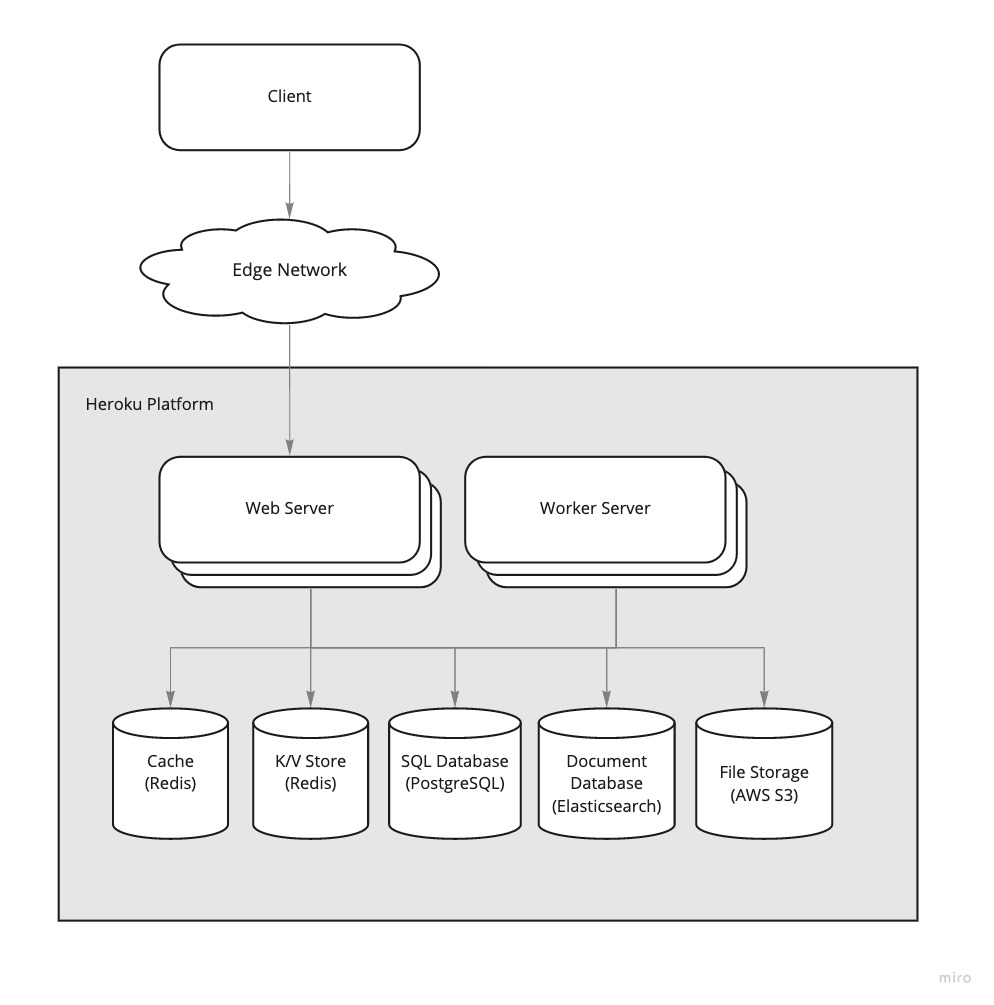 Client
Edge Network
Heroku Platform
Web Server
Worker Server
Cache
(Redis)
K/V Store
(Redis)
SQL Database
(PostgreSQL)
Document
Database
(Elasticsearch)
File Storage
(AWS S3)
miro